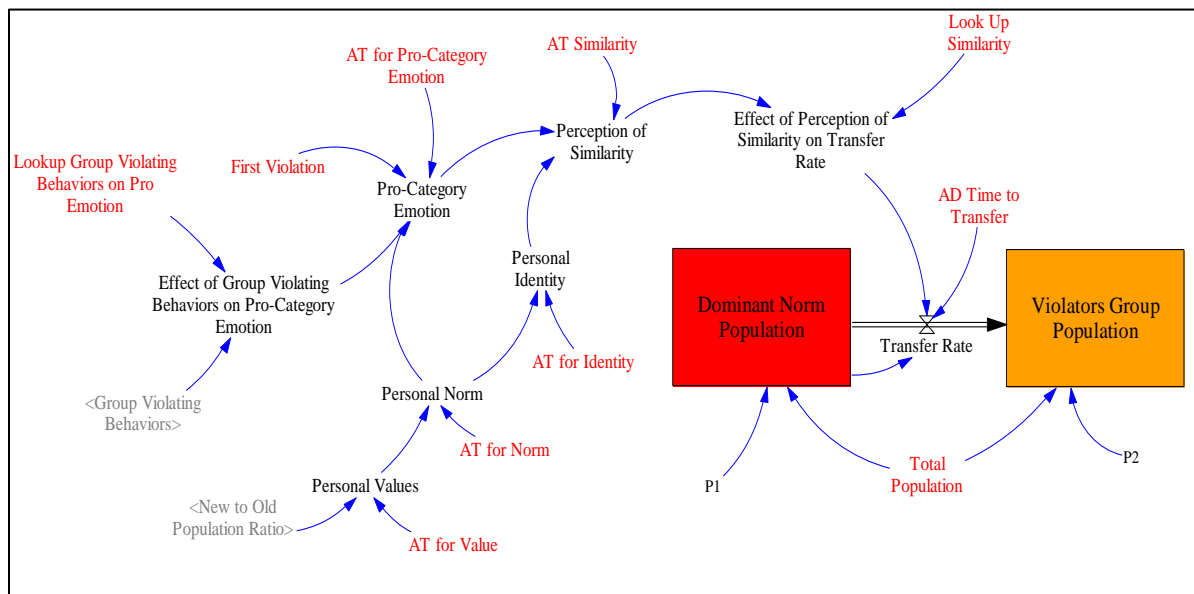 AT for Pro-Category
Emotion
AT Similarity
Look Up
Similarity
Lookup Group Violating
Behaviors on Pro
Emotion
First Violation
Pro-Category
Emotion
Perception of
Similarity
Effect of Perception of
Similarity on Transfer
Rate
AD Time to
Transfer
Effect of Group Violating
Behaviors on Pro-Category
Emotion
Personal
Identity
Dominant Norm
Population
Violators Group
Population
Transfer Rate
AT for Identity
<Group Violating
Behaviors>
Personal Norm
AT for Norm
Total
Population
P1
P2
Personal Values
<New to Old
Population Ratio>
AT for Value